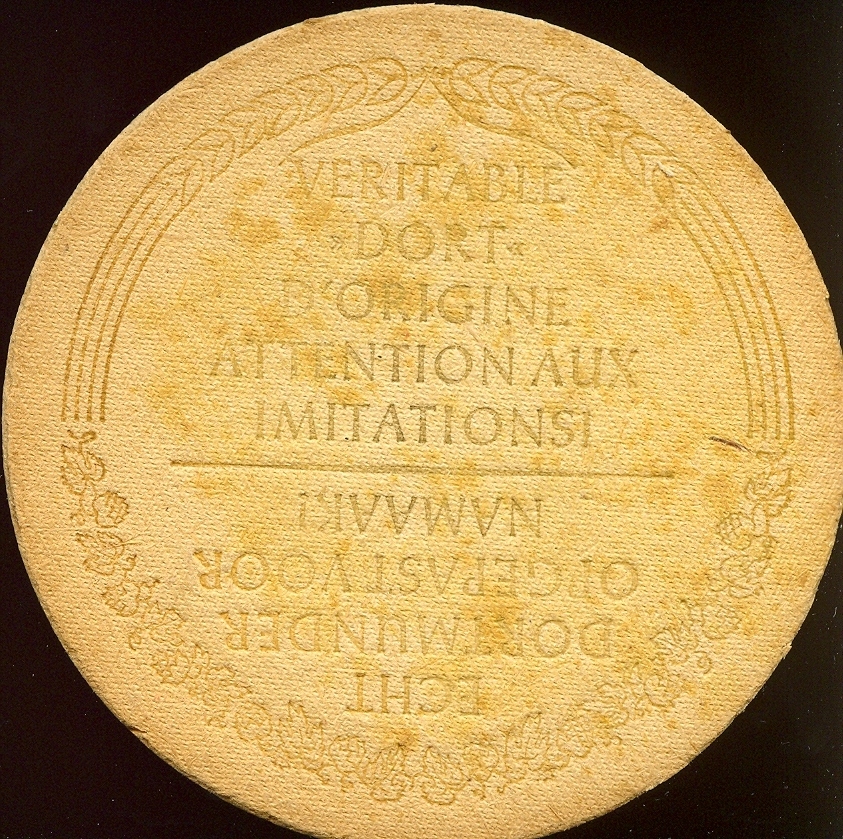 VERITABLE
»DORT«
D'ORIGINE
ATTENTION AUX
IMITATIONS!
ECHT
DORTMUNDER
OPGEPAST VOOR
NAMAAK!